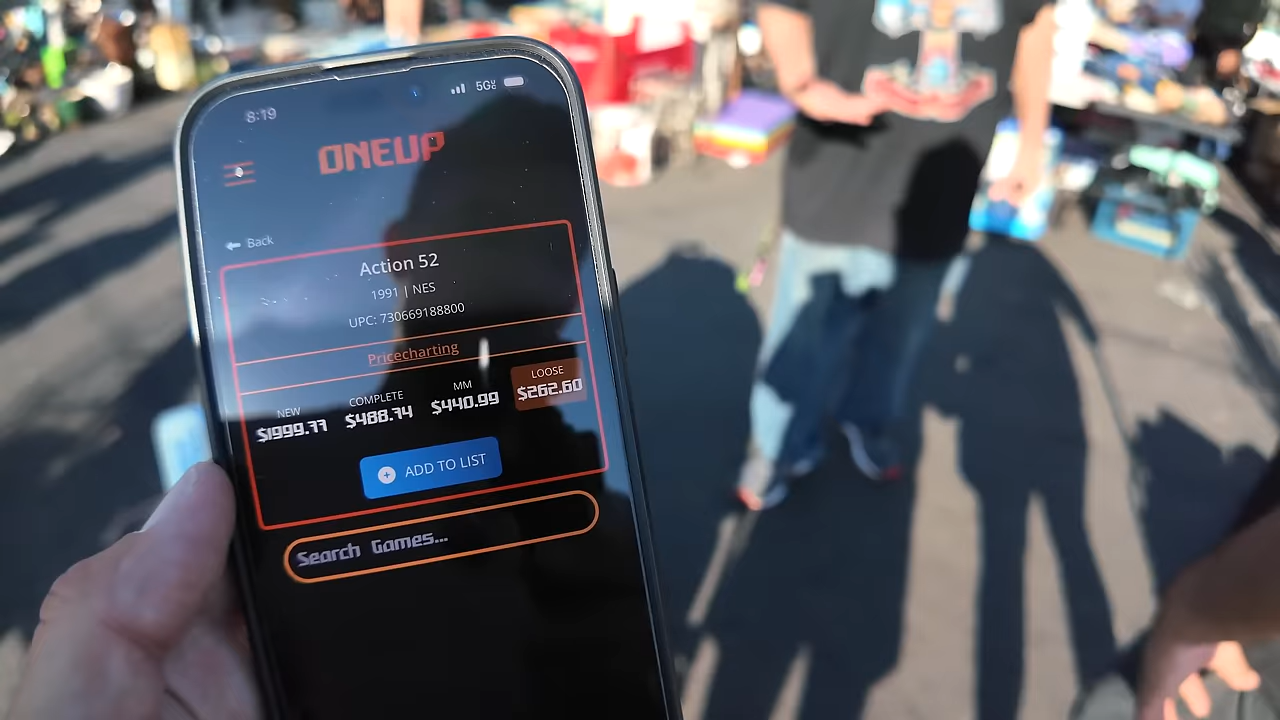 8:19
5G
ONEUP
Back
Action 52
1991 | NES
UPC: 730669188800
Pricecharting
NEW COMPLETE MM LOOSE
$1999.77 $488.74 $440.99 $262.60
ADD TO LIST
Search Games...